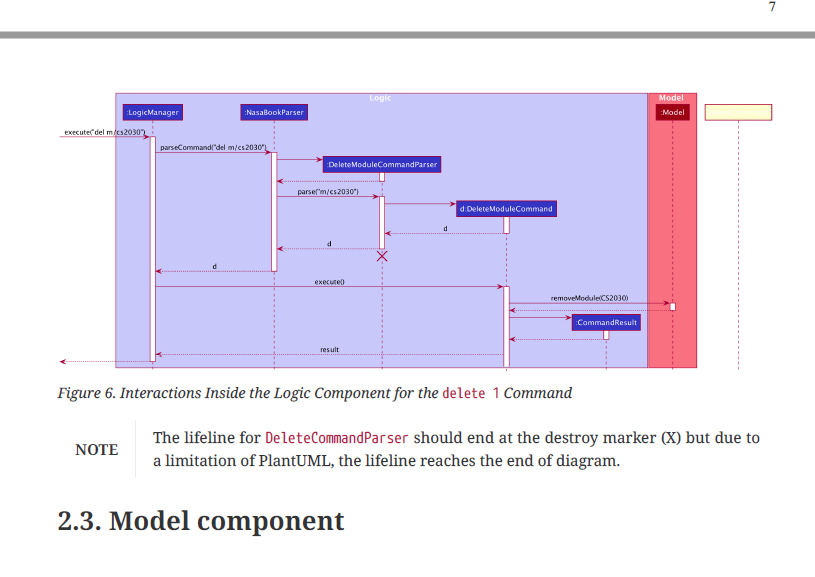 7
Logic
Model
:LogicManager
:NasaBookParser
:Model
execute("del m/cs2030")
parseCommand("del m/cs2030")
:DeleteModuleCommandParser
parse("m/cs2030")
d:DeleteModuleCommand
d
d
d
execute()
removeModule(CS2030)
:CommandResult
result
Figure 6. Interactions Inside the Logic Component for the delete 1 Command
NOTE
The lifeline for DeleteCommandParser should end at the destroy marker (X) but due to
a limitation of PlantUML, the lifeline reaches the end of diagram.
2.3. Model component